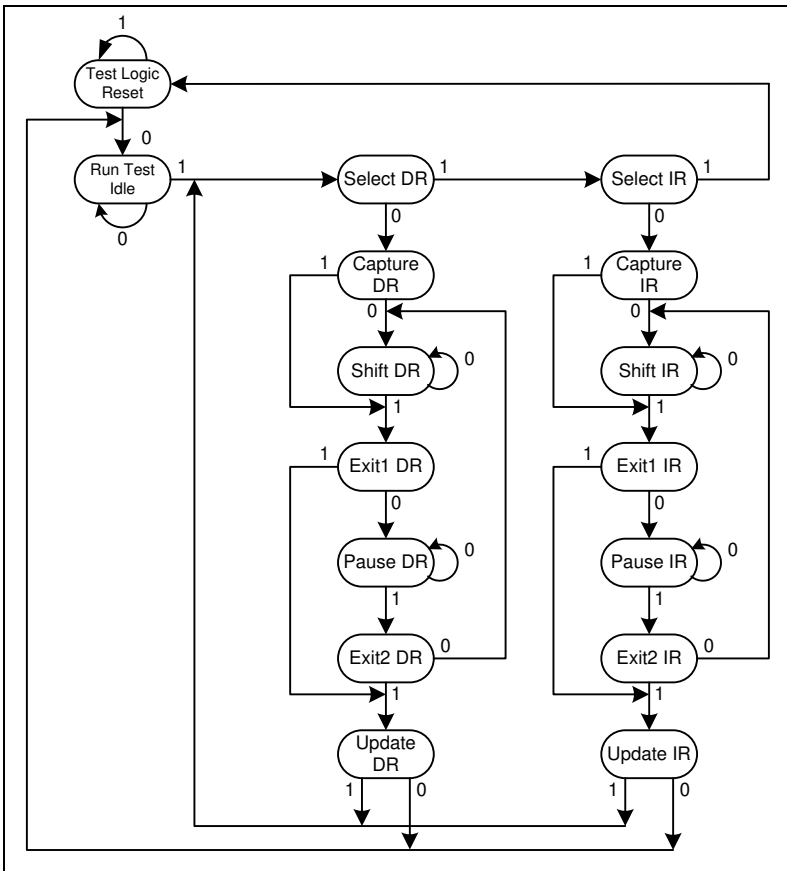 1
Test Logic
Reset
0
Run Test
Idle
1
0
Select DR
1
0
Select IR
1
0
Capture
DR
1
0
Capture
IR
1
0
Shift DR
0
1
Shift IR
0
1
Exit1 DR
1
0
Exit1 IR
1
0
Pause DR
0
1
Pause IR
0
1
Exit2 DR
0
1
Exit2 IR
0
1
Update
DR
1
0
Update IR
1
0